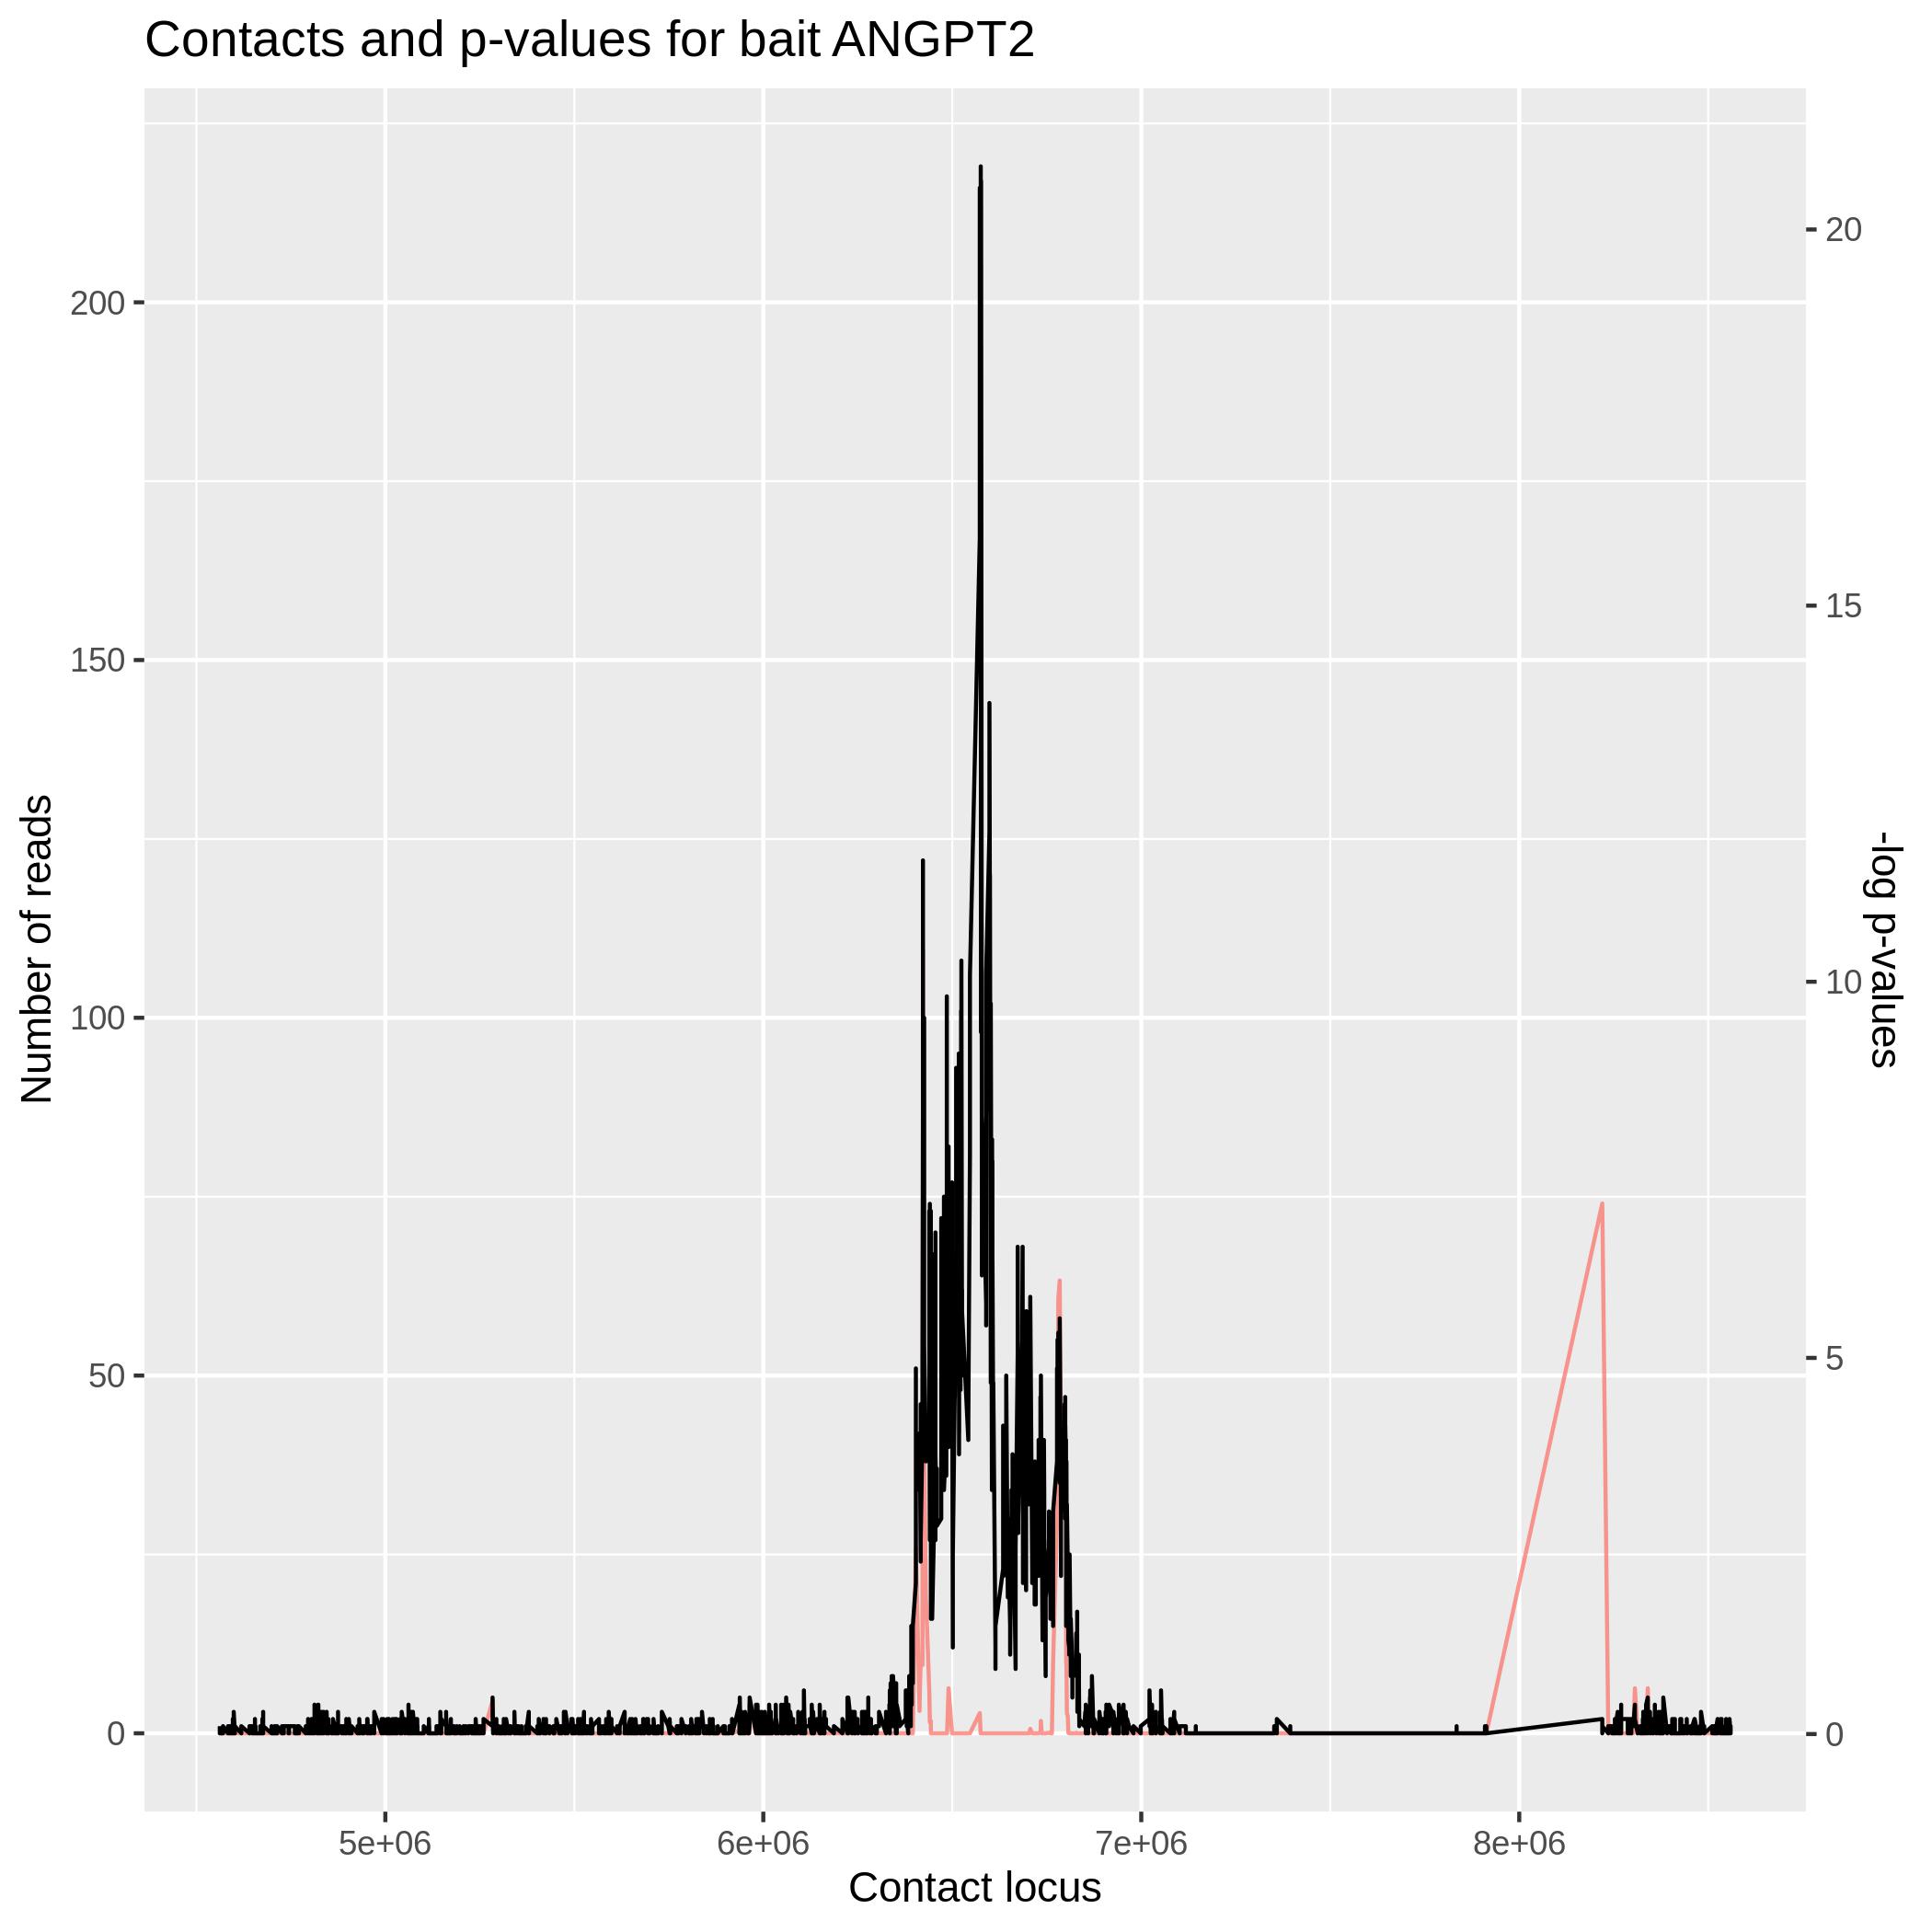 Contacts and p-values for bait ANGPT2
Number of reads
200
150
100
50
0
20
15
10
5
0
-log p-values
5e+06
6e+06
7e+06
8e+06
Contact locus